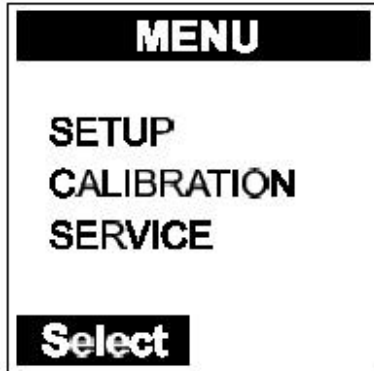 MENU
SETUP
CALIBRATION
SERVICE
Select